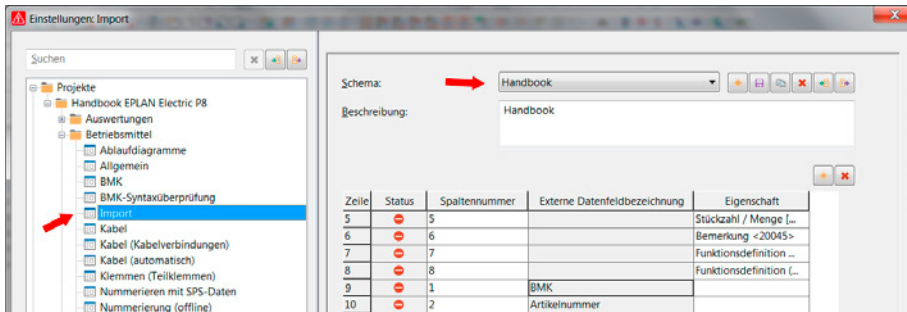 Einstellungen: Import
Suchen
Projekte
Handbook EPLAN Electric P8
Auswertungen
Betriebsmittel
Ablaufdiagramme
Allgemein
BMK
BMK-Syntaxüberprüfung
Import
Kabel
Kabel (Kabelverbindungen)
Kabel (automatisch)
Klemmen (Teilklemmen)
Nummerieren mit SPS-Daten
Nummerierung (offline)
Schema: Handbook
Beschreibung: Handbook
Zeile Status Spaltennummer Externe Datenfeldbezeichnung Eigenschaft
5 5 Stückzahl / Menge [...
6 6 Bemerkung <20045>
7 7 Funktionsdefinition ...
8 8 Funktionsdefinition (...
9 1 BMK
10 2 Artikelnummer